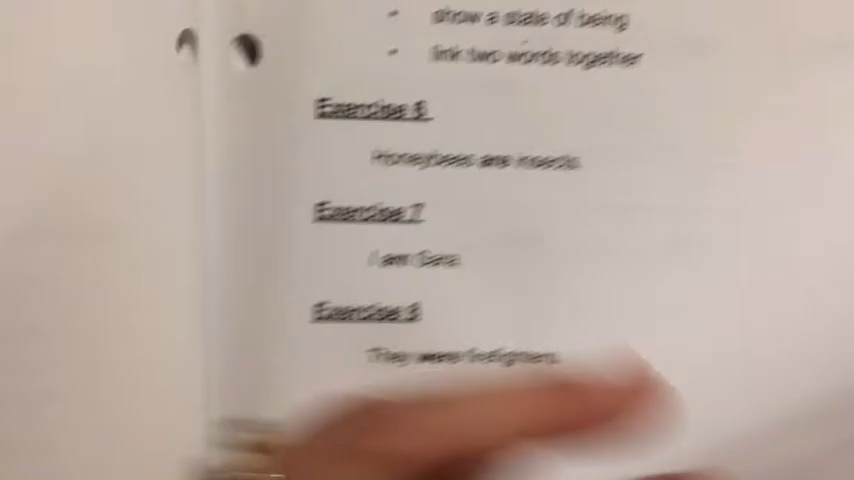 - show a state of being
- link two words together
Exercise 6
Honeybees are insects.
Exercise 7
I am Sara.
Exercise 8
They were firefighters.